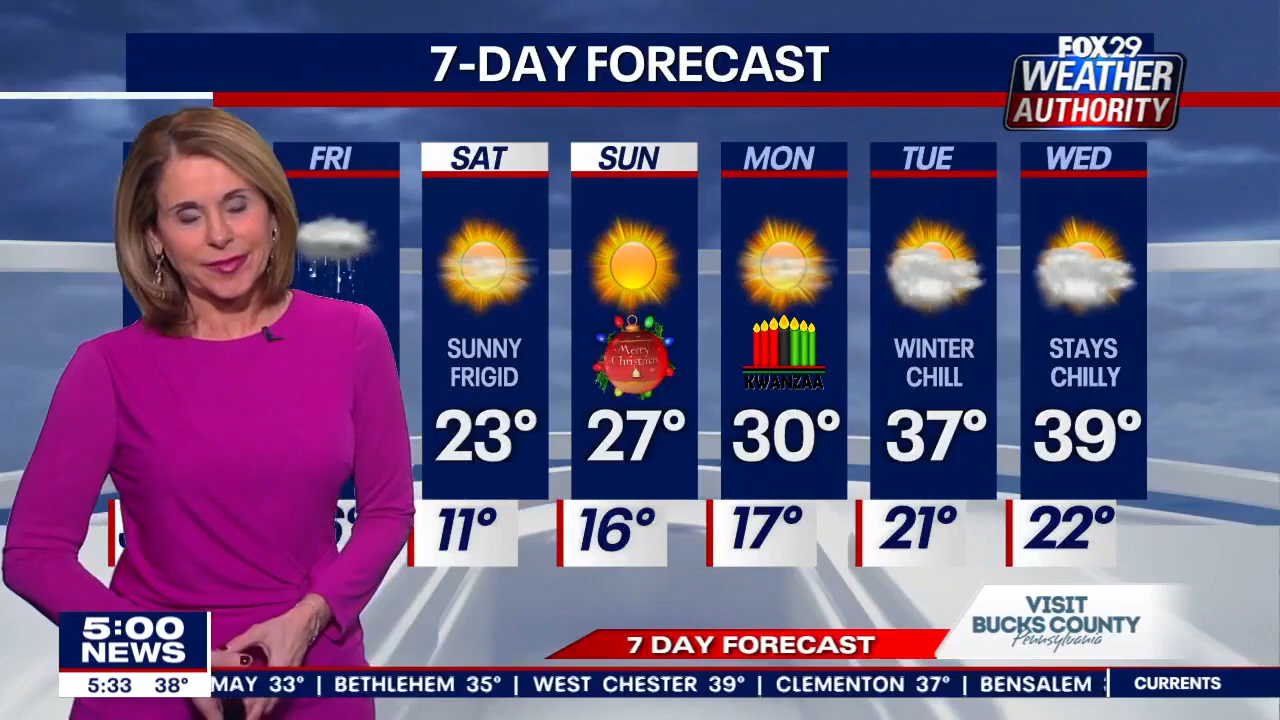 7-DAY FORECAST
FOX 29
WEATHER
AUTHORITY
FRI
SAT
SUN
MON
TUE
WED
Merry
Christmas
KWANZAA
SUNNY
FRIGID
WINTER
CHILL
STAYS
CHILLY
23°
27°
30°
37°
39°
11°
16°
17°
21°
22°
VISIT
BUCKS COUNTY
Pennsylvania
7 DAY FORECAST
5:00
NEWS
5:33 38° MAY 33° | BETHLEHEM 35° | WEST CHESTER 39° | CLEMENTON 37° | BENSALEM CURRENTS